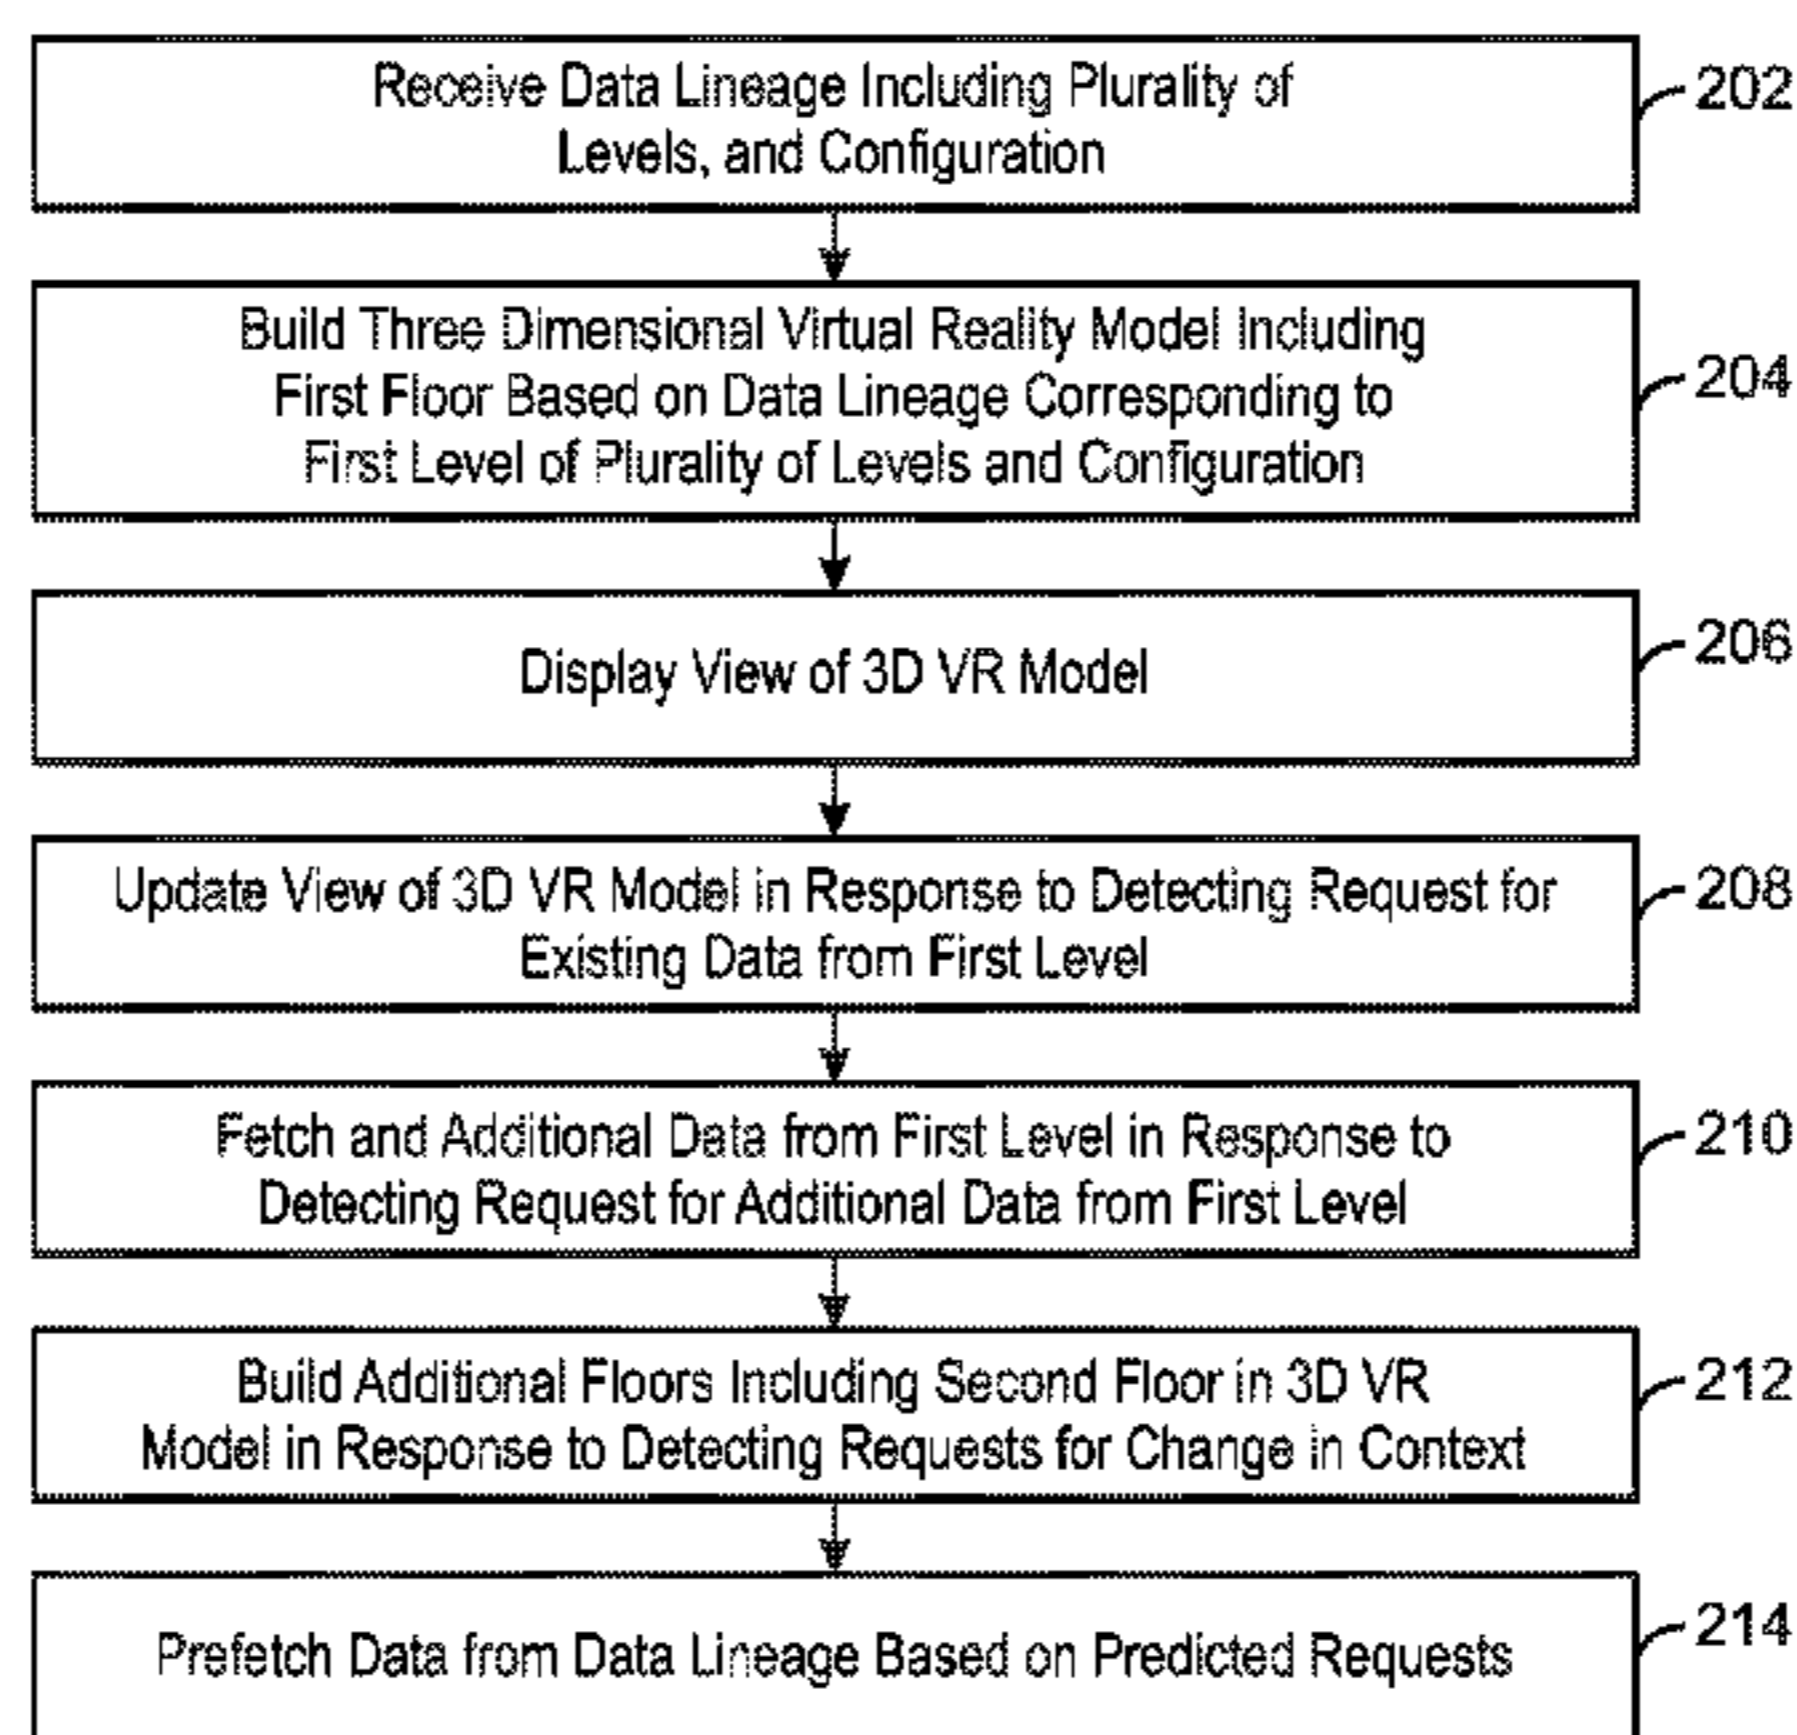 Receive Data Lineage Including Plurality of
Levels, and Configuration
202
Build Three Dimensional Virtual Reality Model Including
First Floor Based on Data Lineage Corresponding to
First Level of Plurality of Levels and Configuration
204
Display View of 3D VR Model
206
Update View of 3D VR Model in Response to Detecting Request for
Existing Data from First Level
208
Fetch and Additional Data from First Level in Response to
Detecting Request for Additional Data from First Level
210
Build Additional Floors Including Second Floor in 3D VR
Model in Response to Detecting Requests for Change in Context
212
Prefetch Data from Data Lineage Based on Predicted Requests
214